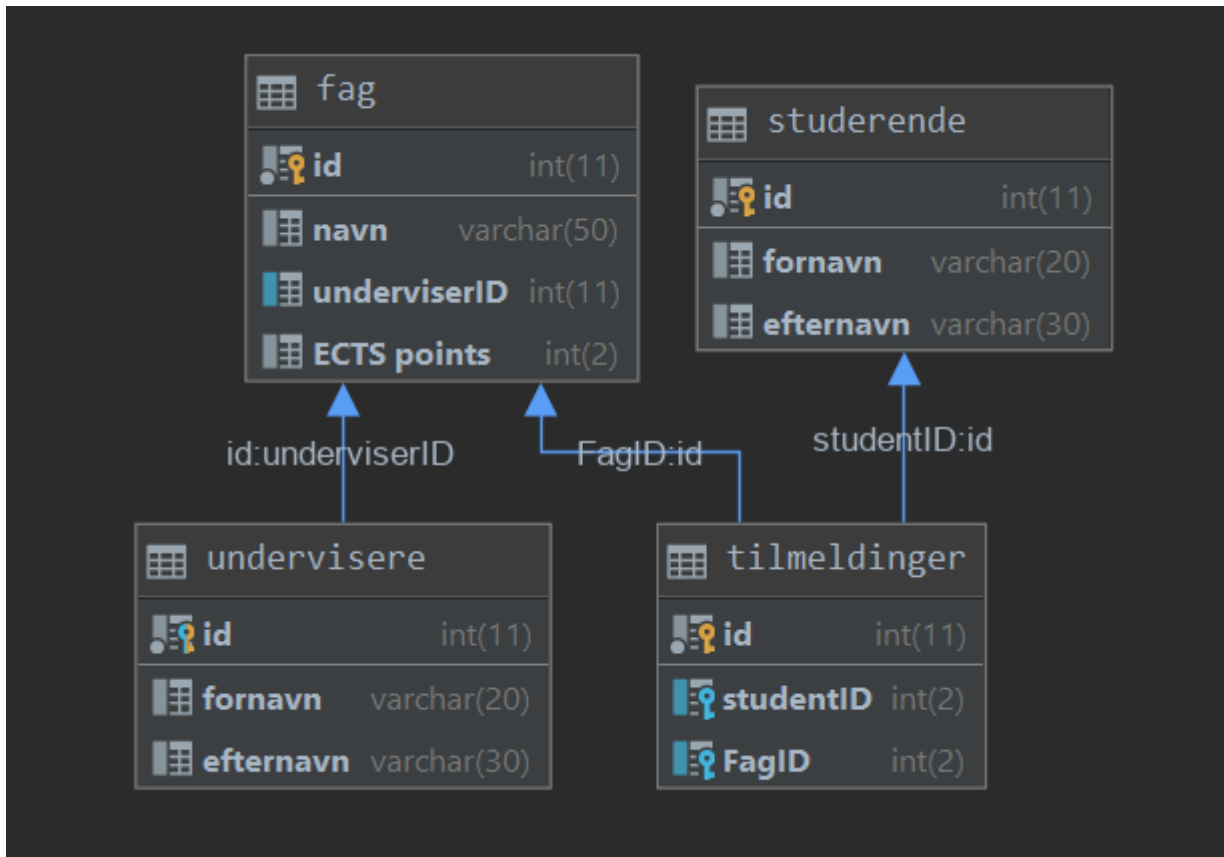 fag
id int(11)
navn varchar(50)
underviserID int(11)
ECTS points int(2)
studerende
id int(11)
fornavn varchar(20)
efternavn varchar(30)
id:underviserID
FagID:id
studentID:id
undervisere
id int(11)
fornavn varchar(20)
efternavn varchar(30)
tilmeldinger
id int(11)
studentID int(2)
FagID int(2)